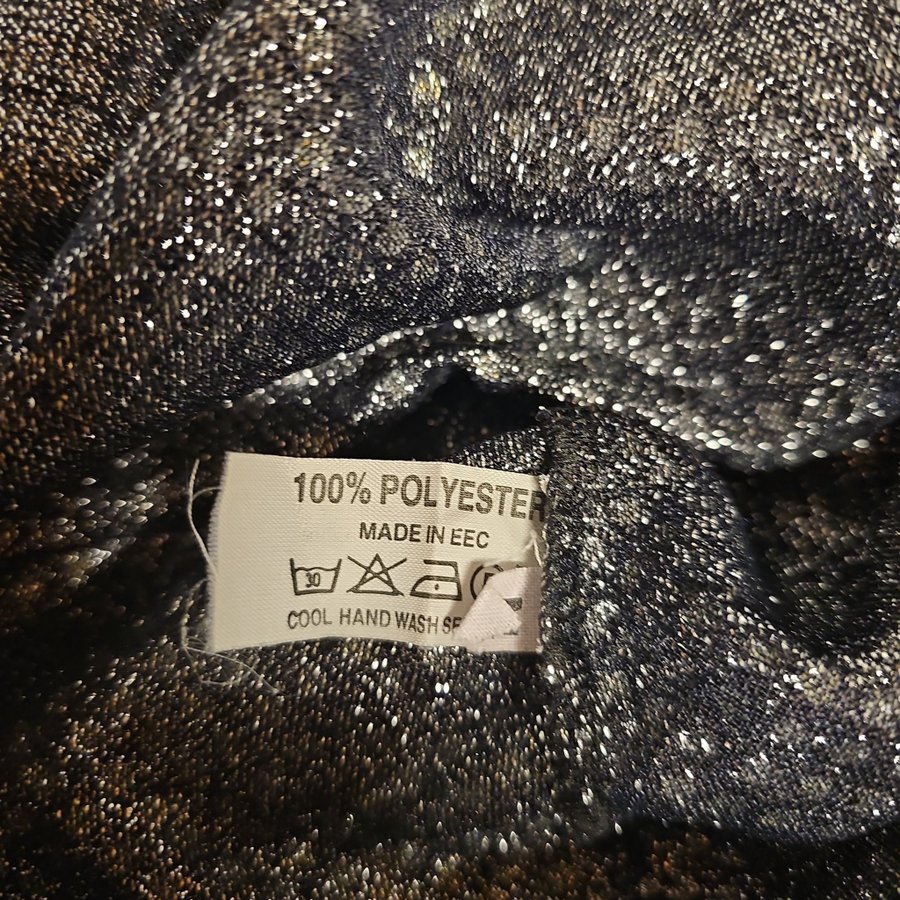 100% POLYESTER
MADE IN EEC
30
COOL HAND WASH